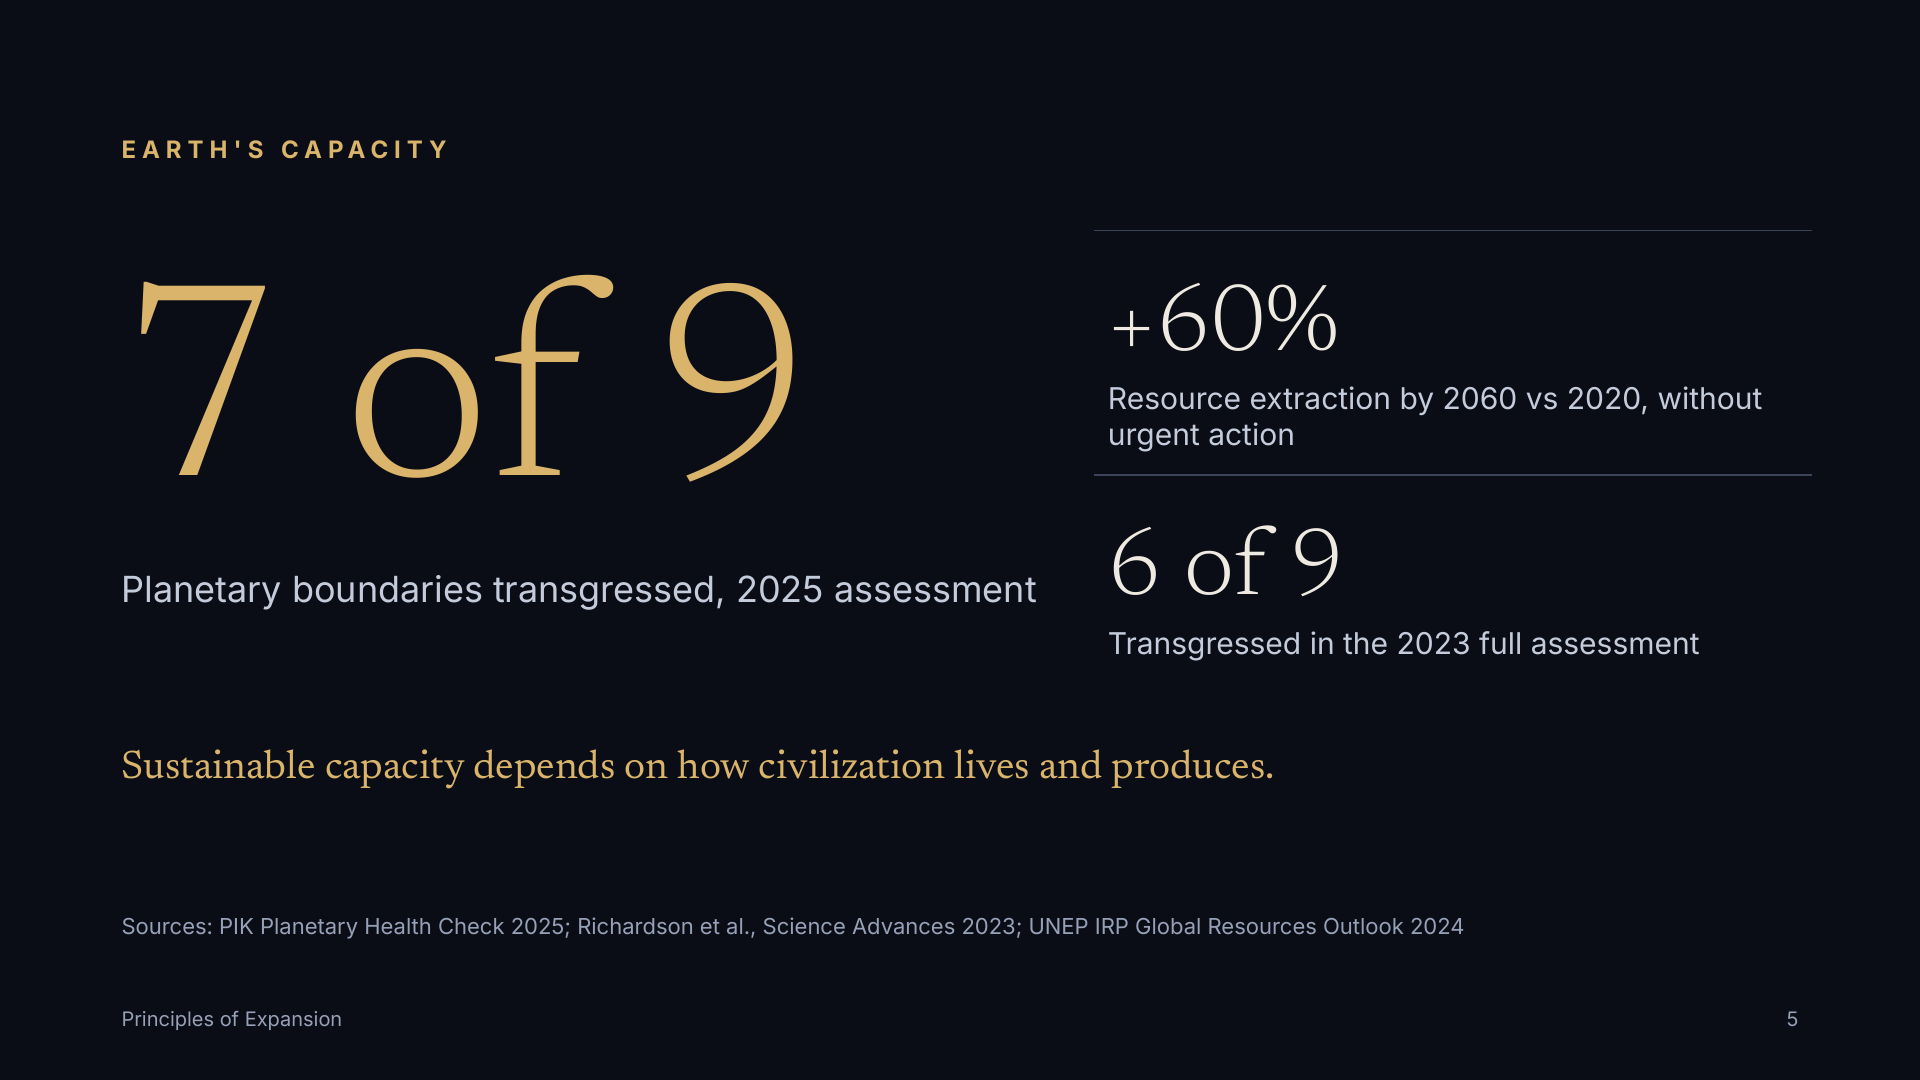 EARTH'S CAPACITY
7 of 9
Planetary boundaries transgressed, 2025 assessment
+60%
Resource extraction by 2060 vs 2020, without
urgent action
6 of 9
Transgressed in the 2023 full assessment
Sustainable capacity depends on how civilization lives and produces.
Sources: PIK Planetary Health Check 2025; Richardson et al., Science Advances 2023; UNEP IRP Global Resources Outlook 2024
Principles of Expansion
5